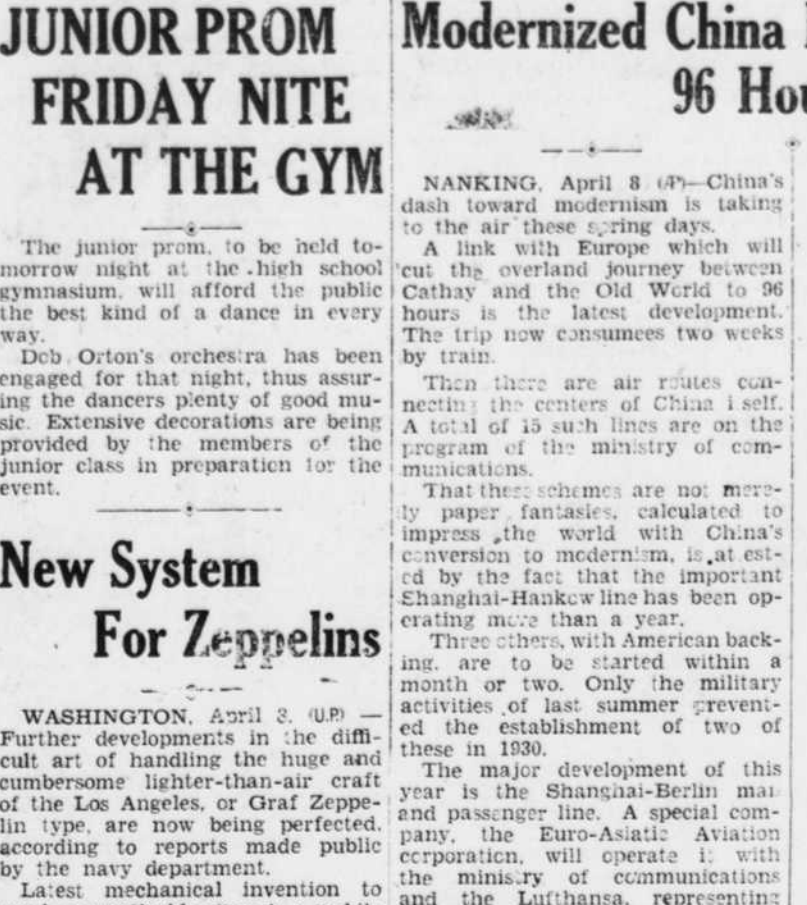 JUNIOR PROM
FRIDAY NITE
AT THE GYM
The junior prom, to be held to-
morrow night at the high school
gymnasium, will afford the public
the best kind of a dance in every
way.
Deb Orton's orchestra has been
engaged for that night, thus assur-
ing the dancers plenty of good mu-
sic. Extensive decorations are being
provided by the members of the
junior class in preparation for the
event.
New System
For Zeppelins
WASHINGTON, April 8. (U.P.) —
Further developments in the diffi-
cult art of handling the huge and
cumbersome lighter-than-air craft
of the Los Angeles, or Graf Zeppe-
lin type, are now being perfected,
according to reports made public
by the navy department.
Latest mechanical invention to
Modernized China
96
NANKING, April 8 (AP)—China's
dash toward modernism is taking
to the air these spring days.
A link with Europe which will
cut the overland journey between
Cathay and the Old World to 96
hours is the latest development.
The trip now consumees two weeks
by train.
Then there are air routes con-
necting the centers of China itself.
A total of 15 such lines are on the
program of the ministry of com-
munications.
That these schemes are not mere-
ly paper fantasies, calculated to
impress the world with China's
conversion to modernism, is attest-
ed by the fact that the important
Shanghai-Hankow line has been op-
erating more than a year.
Three others, with American back-
ing, are to be started within a
month or two. Only the military
activities of last summer prevent-
ed the establishment of two of
these in 1930.
The major development of this
year is the Shanghai-Berlin mail
and passenger line. A special com-
pany, the Euro-Asiatic Aviation
corporation, will operate it with
the ministry of communications
and the Lufthansa, representing